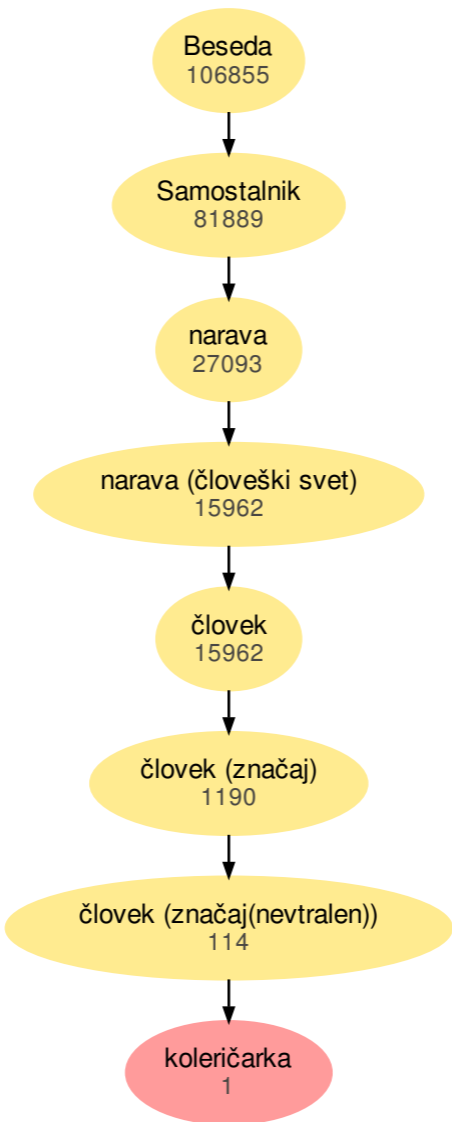 Beseda
106855
Samostalnik
81889
narava
27093
narava (človeški svet)
15962
človek
15962
človek (značaj)
1190
človek (značaj(nevtralen))
114
koleričarka
1